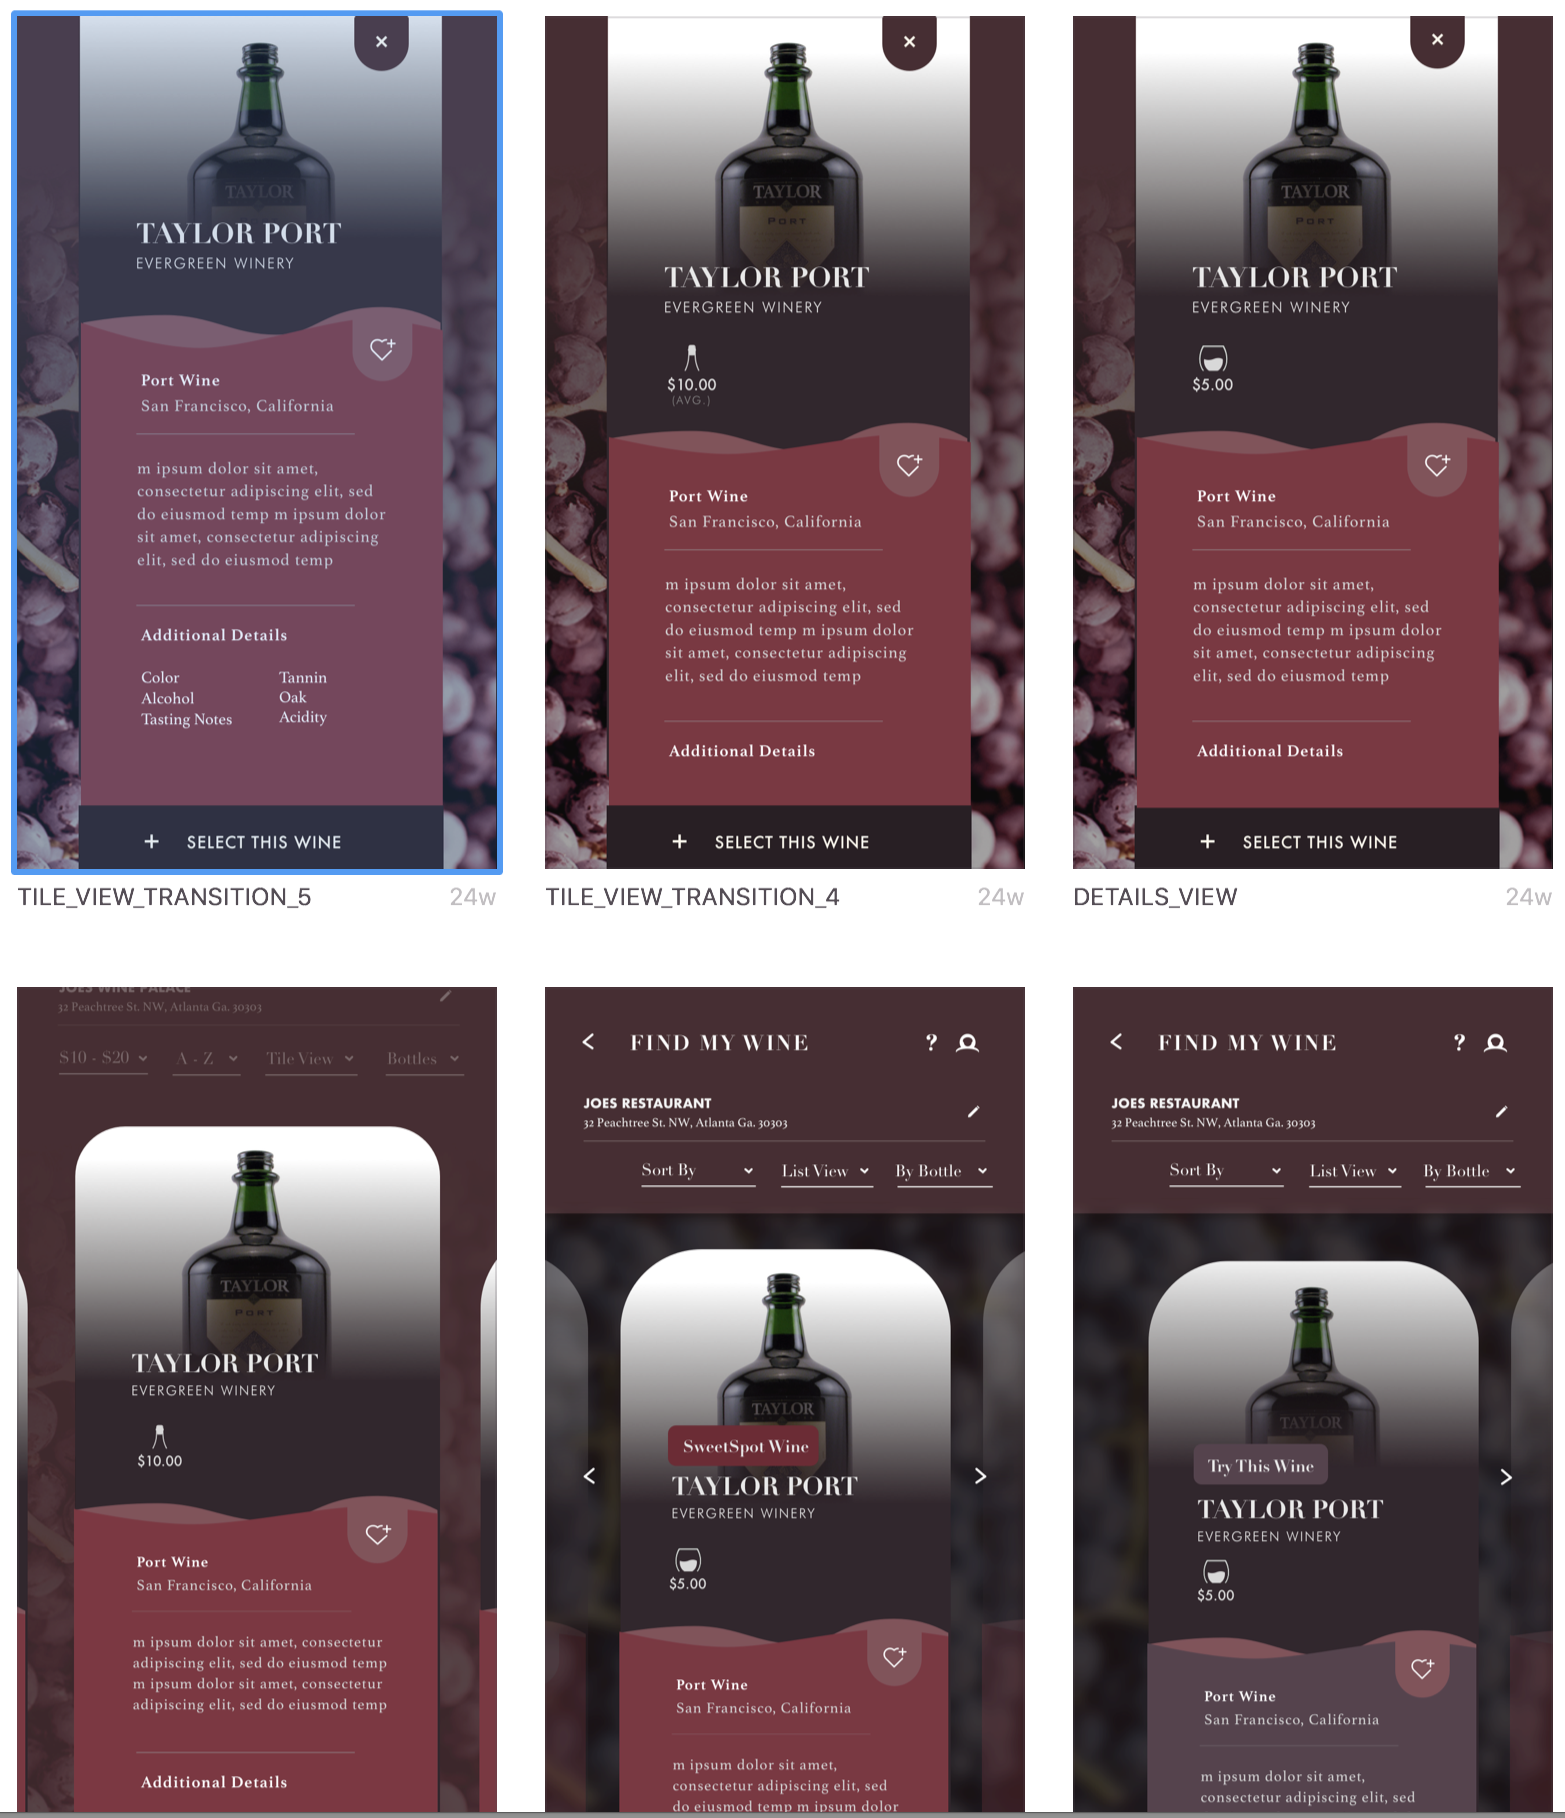 ×
TAYLOR
TAYLOR PORT
EVERGREEN WINERY
Port Wine
San Francisco, California
m ipsum dolor sit amet,
consectetur adipiscing elit, sed
do eiusmod temp m ipsum dolor
sit amet, consectetur adipiscing
elit, sed do eiusmod temp
Additional Details
Color Tannin
Alcohol Oak
Tasting Notes Acidity
+ SELECT THIS WINE
TILE_VIEW_TRANSITION_5 24w
×
TAYLOR
PORT
TAYLOR PORT
EVERGREEN WINERY
$10.00
(AVG.)
Port Wine
San Francisco, California
m ipsum dolor sit amet,
consectetur adipiscing elit, sed
do eiusmod temp m ipsum dolor
sit amet, consectetur adipiscing
elit, sed do eiusmod temp
Additional Details
+ SELECT THIS WINE
TILE_VIEW_TRANSITION_4 24w
×
TAYLOR
PORT
TAYLOR PORT
EVERGREEN WINERY
$5.00
Port Wine
San Francisco, California
m ipsum dolor sit amet,
consectetur adipiscing elit, sed
do eiusmod temp m ipsum dolor
sit amet, consectetur adipiscing
elit, sed do eiusmod temp
Additional Details
+ SELECT THIS WINE
DETAILS_VIEW 24w
JOES WINE PALACE
32 Peachtree St. NW, Atlanta Ga. 30303
$10 - $20 A - Z Tile View Bottles
TAYLOR
PORT
TAYLOR PORT
EVERGREEN WINERY
$10.00
Port Wine
San Francisco, California
m ipsum dolor sit amet, consectetur
adipiscing elit, sed do eiusmod temp
m ipsum dolor sit amet, consectetur
adipiscing elit, sed do eiusmod temp
Additional Details
< FIND MY WINE ?
JOES RESTAURANT
32 Peachtree St. NW, Atlanta Ga. 30303
Sort By List View By Bottle
TAYLOR
SweetSpot Wine
TAYLOR PORT
EVERGREEN WINERY
$5.00
Port Wine
San Francisco, California
m ipsum dolor sit amet,
consectetur adipiscing elit, sed
do eiusmod temp m ipsum dolor
< FIND MY WINE ?
JOES RESTAURANT
32 Peachtree St. NW, Atlanta Ga. 30303
Sort By List View By Bottle
TAYLOR
Try This Wine
TAYLOR PORT
EVERGREEN WINERY
$5.00
Port Wine
San Francisco, California
m ipsum dolor sit amet,
consectetur adipiscing elit, sed